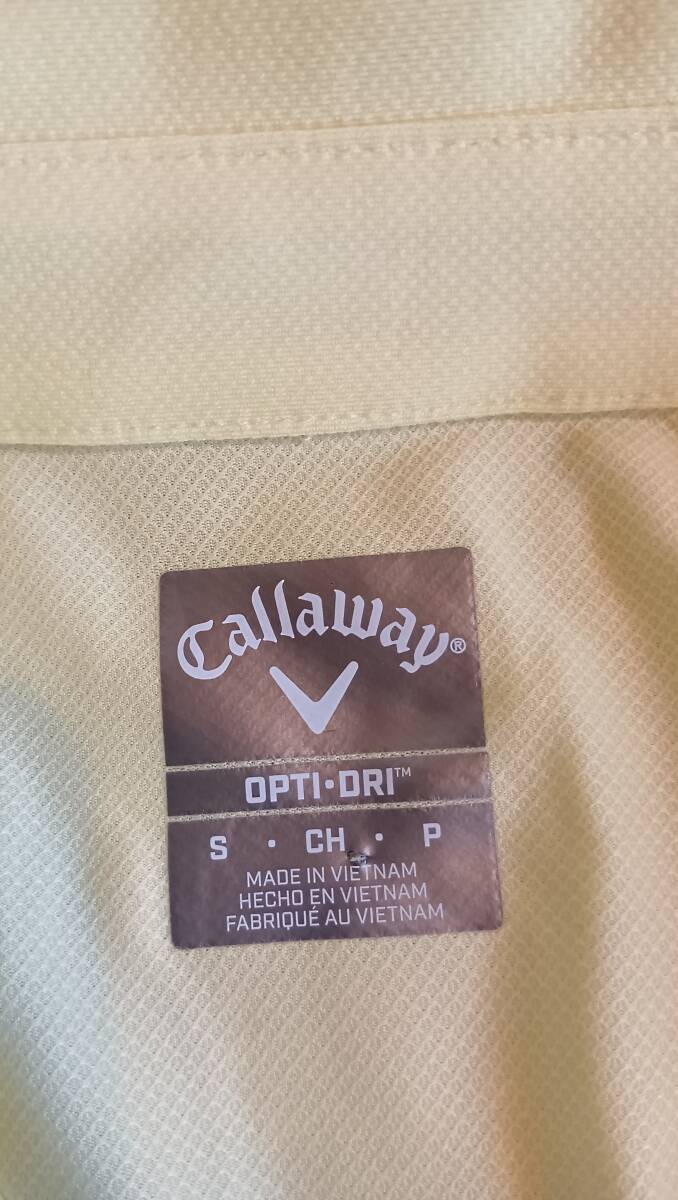 Callaway®
OPTI•DRI™
S • CH • P
MADE IN VIETNAM
HECHO EN VIETNAM
FABRIQUÉ AU VIETNAM